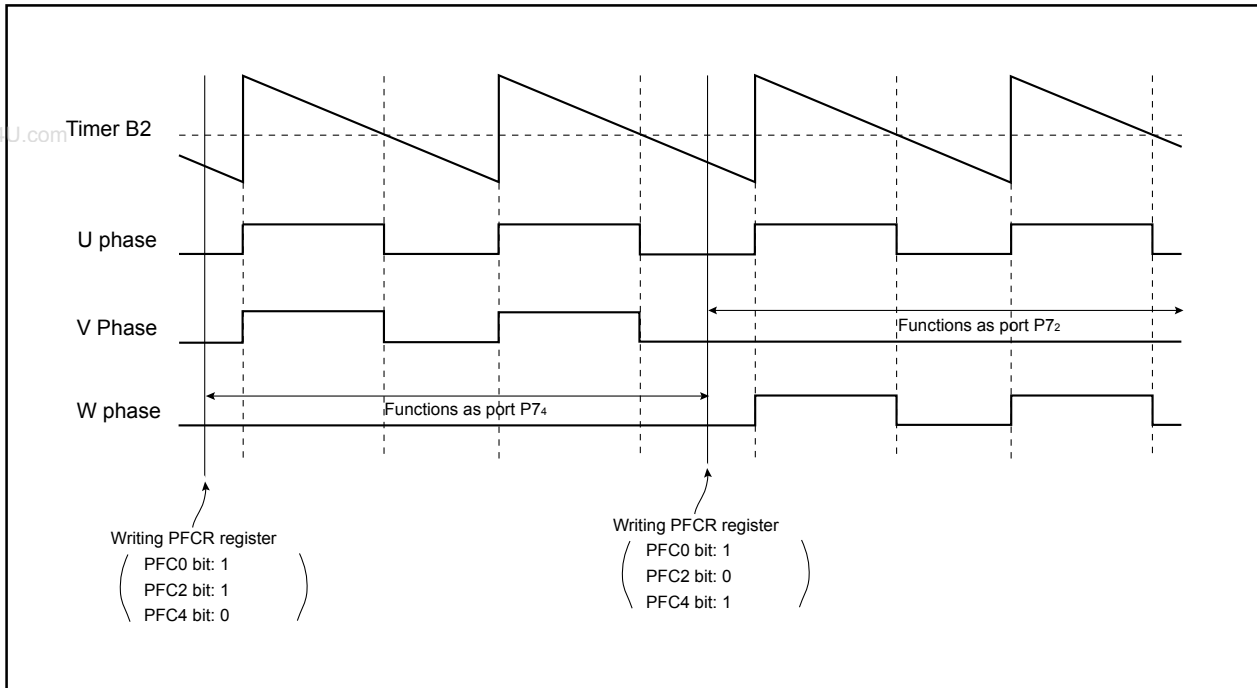 4U.com
Timer B2
U phase
V Phase
Functions as port P7₂
W phase
Functions as port P7₄
Writing PFCR register
PFC0 bit: 1
PFC2 bit: 1
PFC4 bit: 0
Writing PFCR register
PFC0 bit: 1
PFC2 bit: 0
PFC4 bit: 1